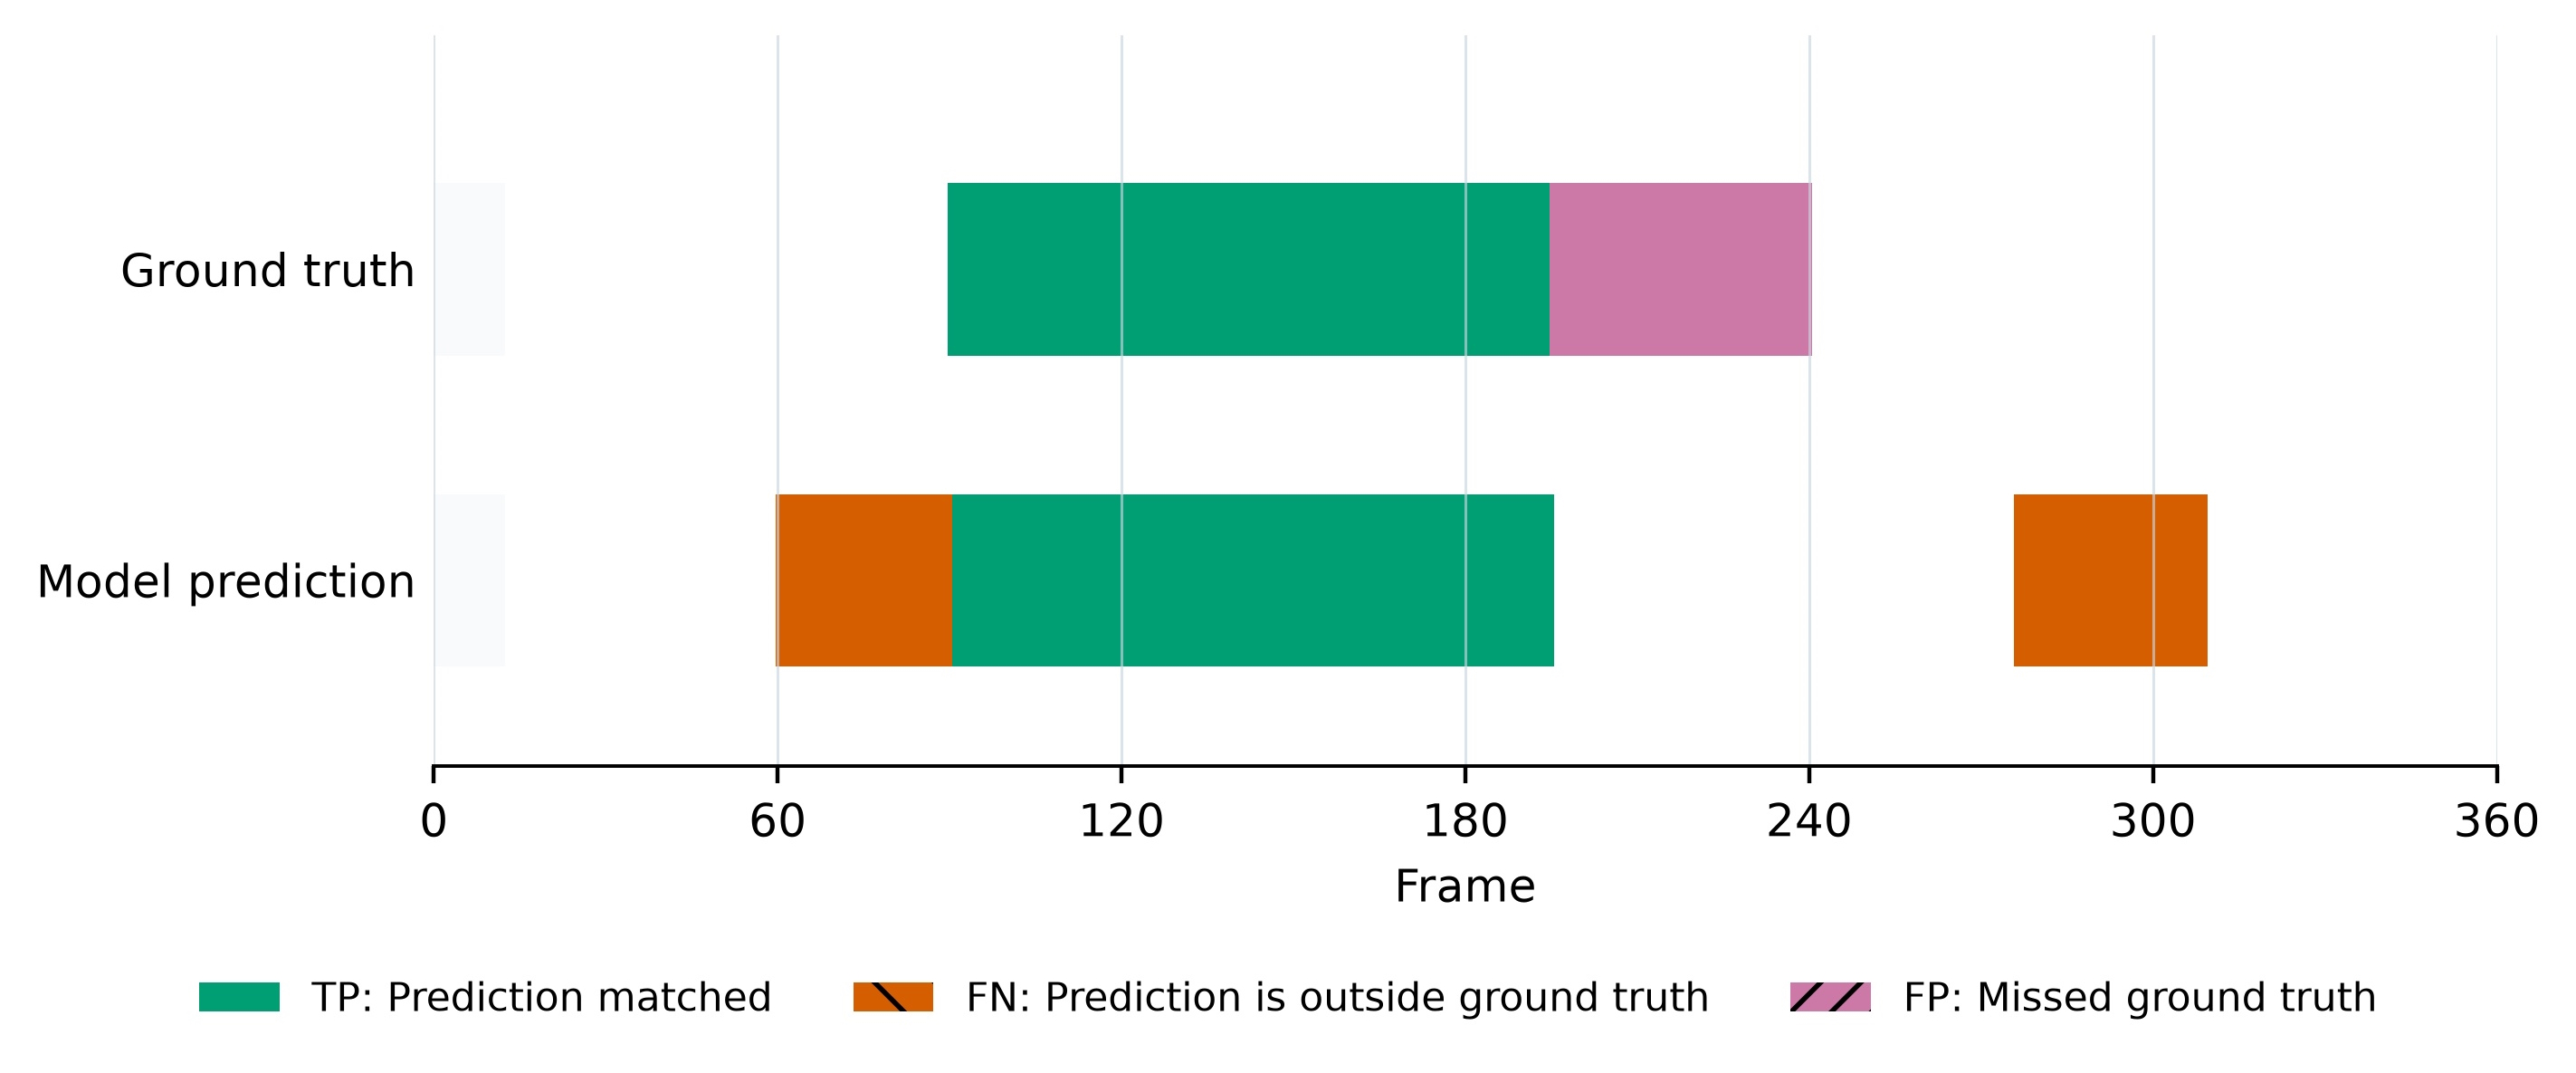 Ground truth
Model prediction
0 60 120 180 240 300 360
Frame
TP: Prediction matched FN: Prediction is outside ground truth FP: Missed ground truth